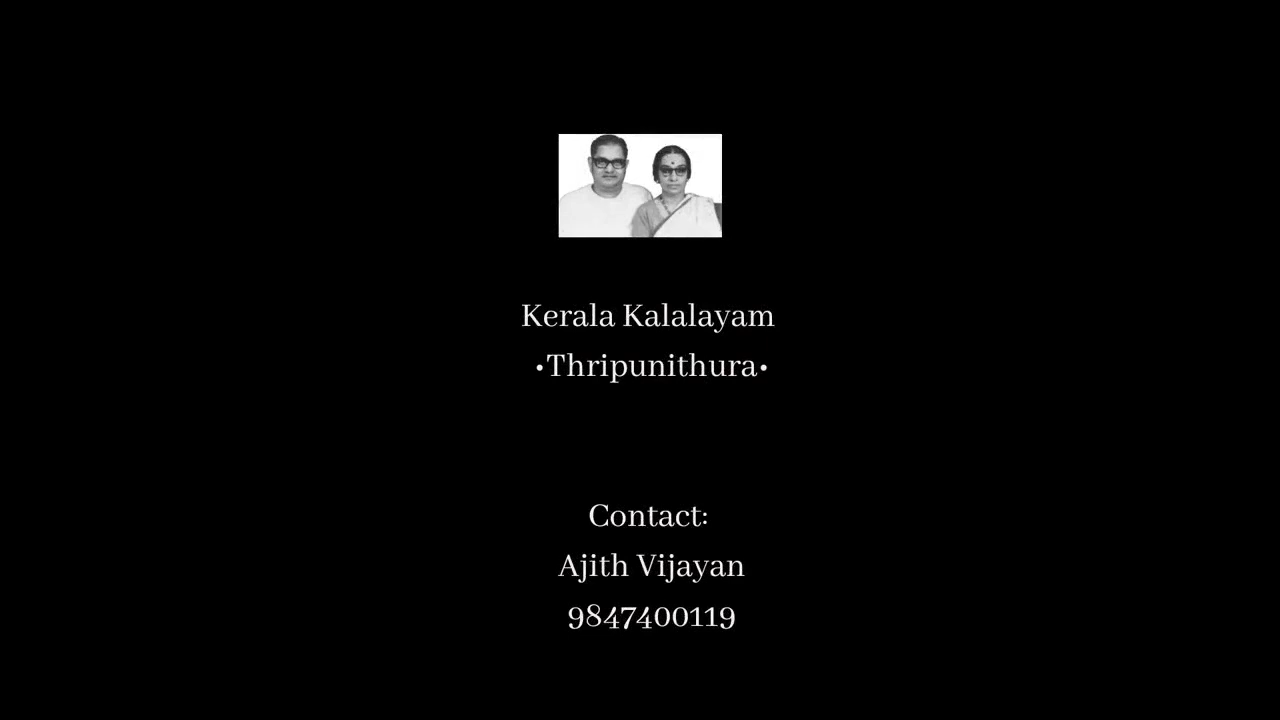 Kerala Kalalayam
•Thripunithura•
Contact:
Ajith Vijayan
9847400119